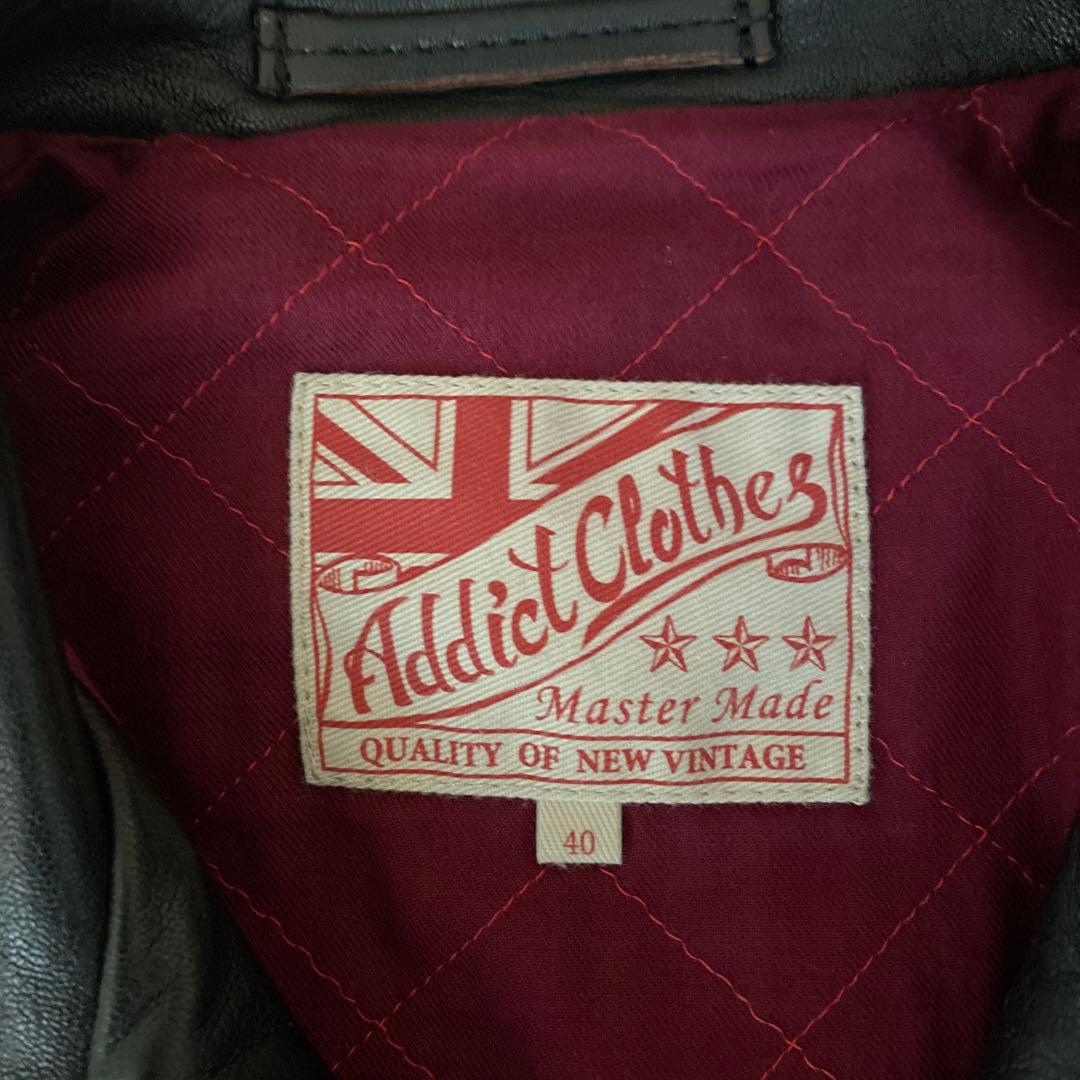 Addict Clothes
Master Made
QUALITY OF NEW VINTAGE
40